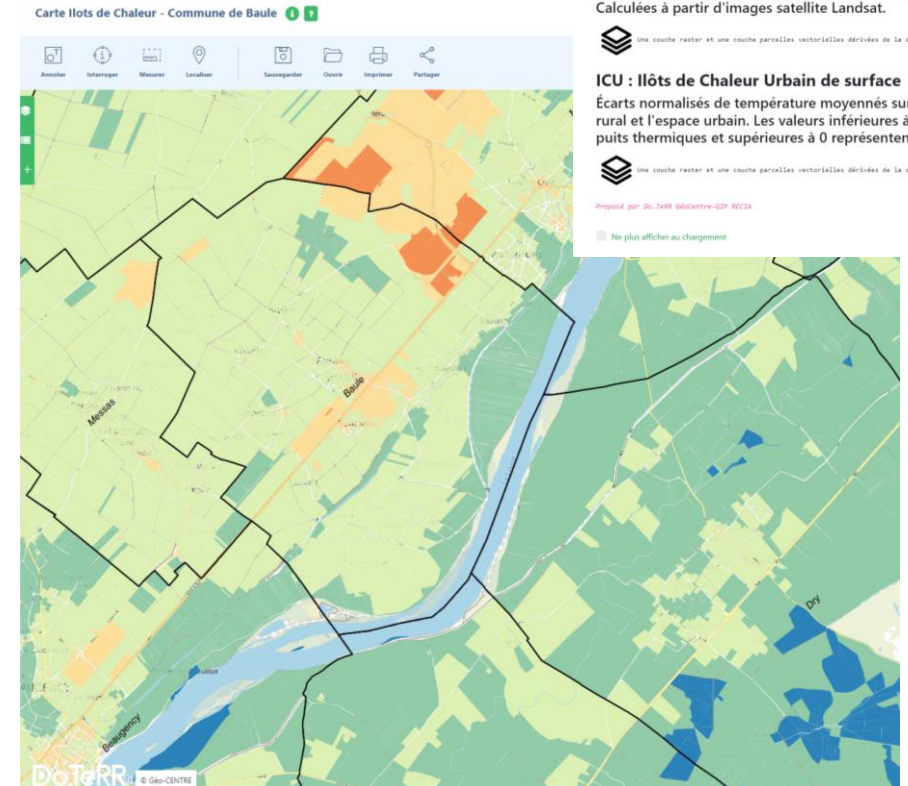 Carte Ilots de Chaleur - Commune de Baule
Annoter Interroger Mesurer Localiser Sauvegarder Ouvrir Imprimer Partager
Calculées à partir d'images satellite Landsat.
Une couche raster et une couche parcelles vectorielles dérivées de la
ICU : Ilôts de Chaleur Urbain de surface
Écarts normalisés de température moyennés
rural et l'espace urbain. Les valeurs inférieures à
puits thermiques et supérieures à 0
Une couche raster et une couche parcelles vectorielles dérivées de la
Proposé par Do.TeRR GéoCentre-GIP RECIA
Ne plus afficher au chargement
Messas
Baule
Dry
Beaugency
DoTeRR
© Géo-CENTRE